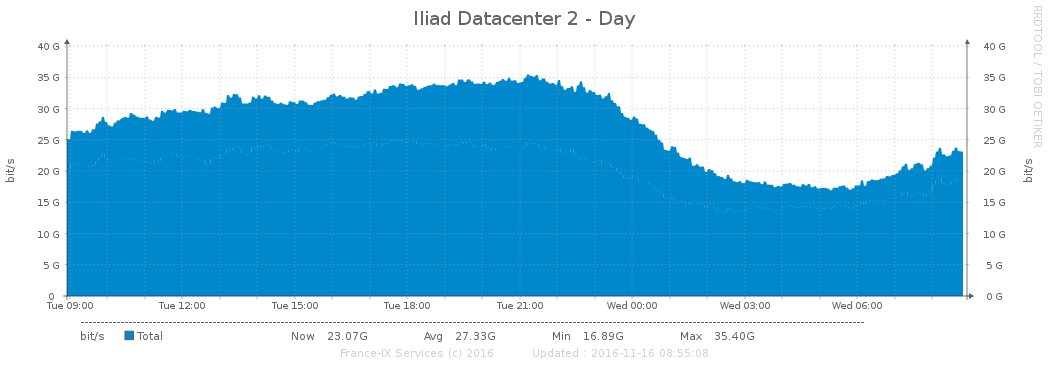 Iliad Datacenter 2 - Day
RRDTOOL / TOBI OETIKER
40 G 40 G
35 G 35 G
30 G 30 G
25 G 25 G
20 G 20 G
15 G 15 G
10 G 10 G
5 G 5 G
0 0 G
bit/s bit/s
Tue 09:00 Tue 12:00 Tue 15:00 Tue 18:00 Tue 21:00 Wed 00:00 Wed 03:00 Wed 06:00
bit/s Total Now 23.07G Avg 27.33G Min 16.89G Max 35.40G
France-IX Services (c) 2016 Updated : 2016-11-16 08:55:08